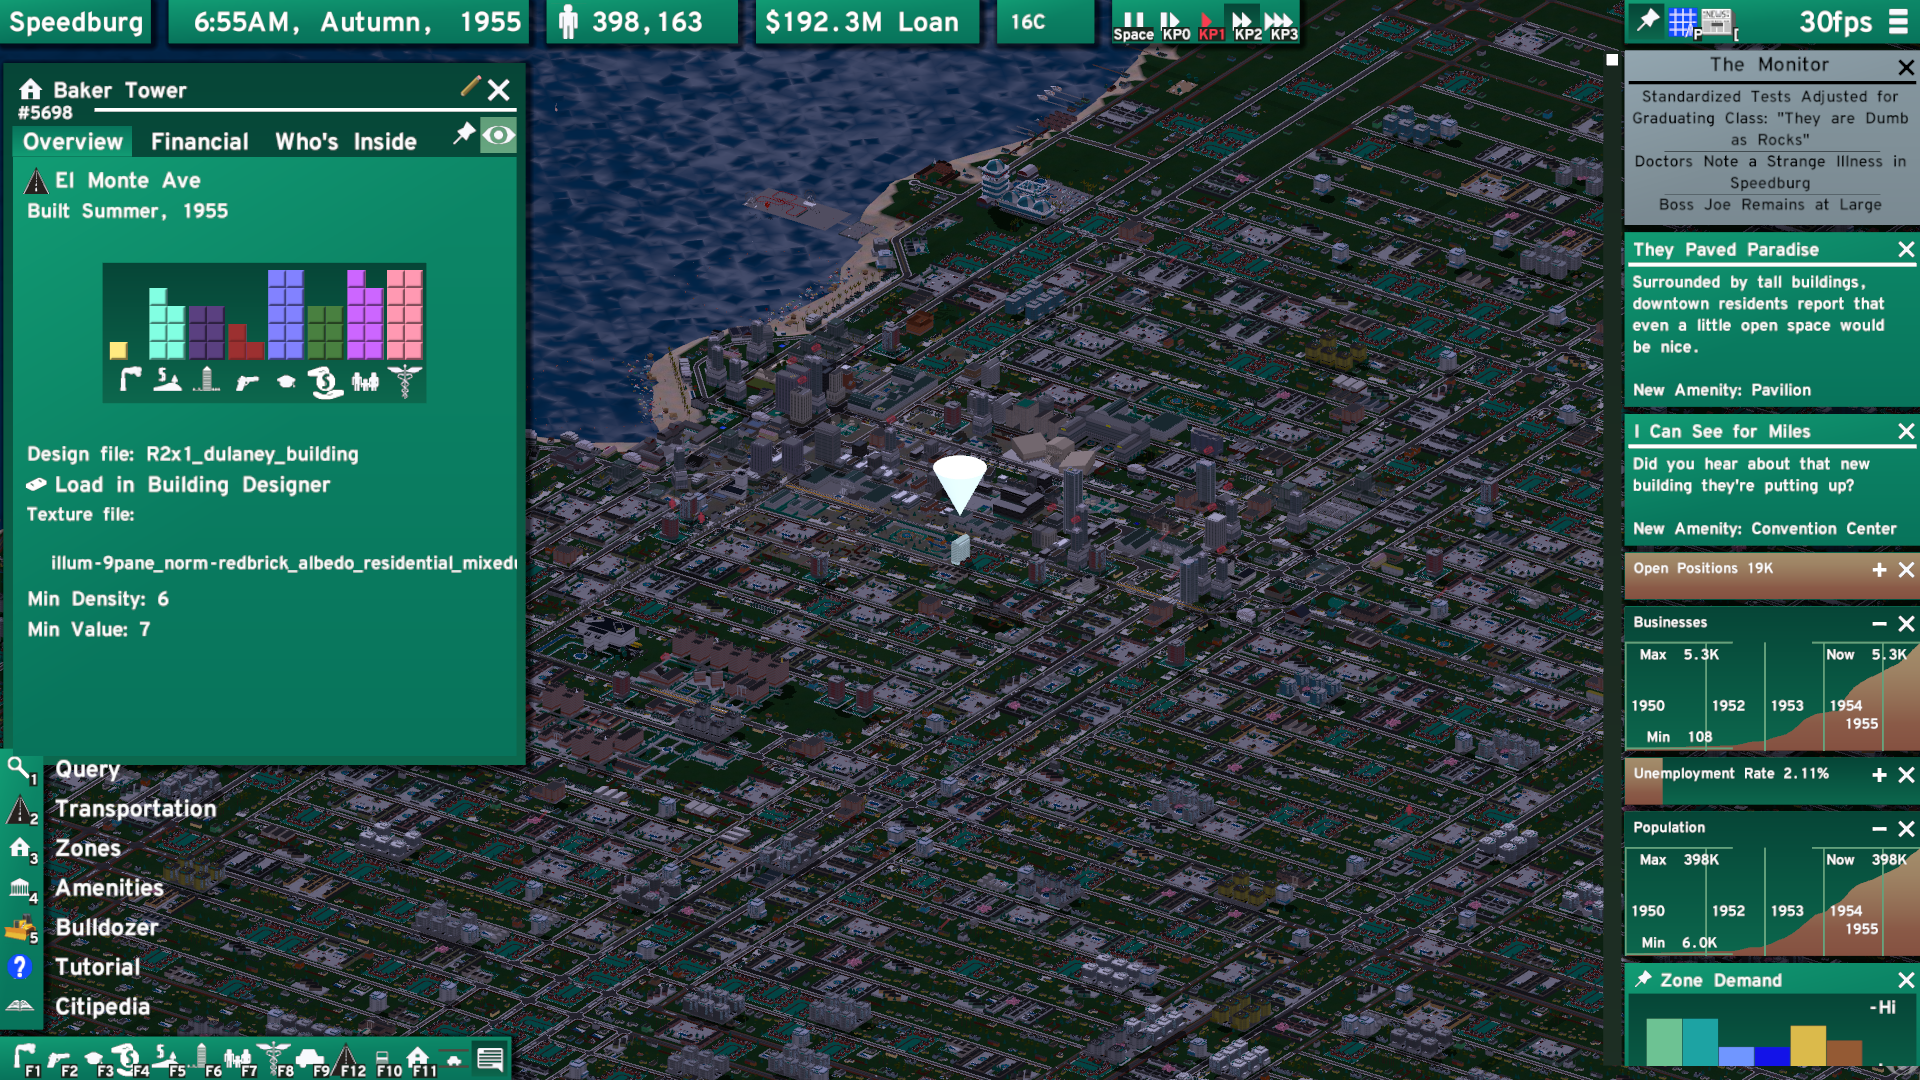 Speedburg
6:55AM, Autumn, 1955
398,163
$192.3M Loan
16C
Space KP0 KP1 KP2 KP3
P [
30fps
Baker Tower
#5698
Overview Financial Who's Inside
El Monte Ave
Built Summer, 1955
Design file: R2x1_dulaney_building
Load in Building Designer
Texture file:
illum-9pane_norm-redbrick_albedo_residential_mixed
Min Density: 6
Min Value: 7
1 Query
2 Transportation
3 Zones
4 Amenities
5 Bulldozer
? Tutorial
Citipedia
F1 F2 F3 F4 F5 F6 F7 F8 F9 F12 F10 F11
The Monitor
Standardized Tests Adjusted for
Graduating Class: "They are Dumb
as Rocks"
Doctors Note a Strange Illness in
Speedburg
Boss Joe Remains at Large
They Paved Paradise
Surrounded by tall buildings,
downtown residents report that
even a little open space would
be nice.
New Amenity: Pavilion
I Can See for Miles
Did you hear about that new
building they're putting up?
New Amenity: Convention Center
Open Positions 19K
Businesses
Max 5.3K Now 5.3K
1950 1952 1953 1954
1955
Min 108
Unemployment Rate 2.11%
Population
Max 398K Now 398K
1950 1952 1953 1954
1955
Min 6.0K
Zone Demand
-Hi